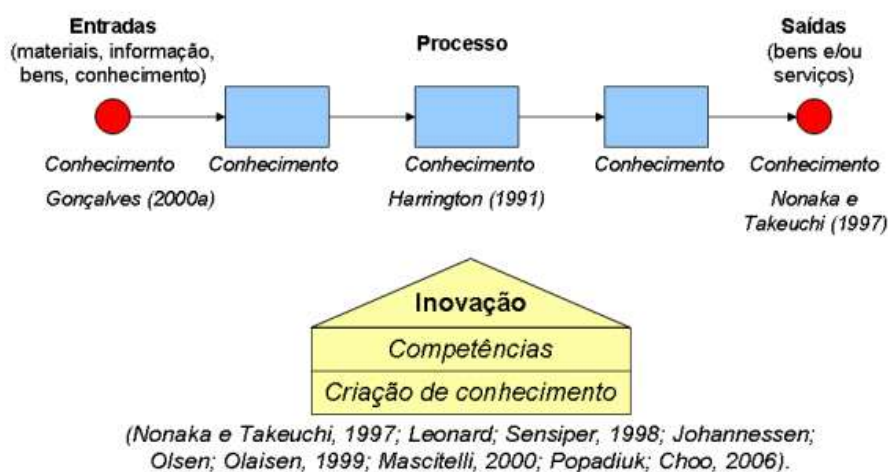 Entradas
(materiais, informação,
bens, conhecimento)
Processo
Saídas
(bens e/ou
serviços)
Conhecimento
Conhecimento
Conhecimento
Conhecimento
Conhecimento
Gonçalves (2000a)
Harrington (1991)
Nonaka e
Takeuchi (1997)
Inovação
Competências
Criação de conhecimento
(Nonaka e Takeuchi, 1997; Leonard; Sensiper, 1998; Johannessen;
Olsen; Olaisen, 1999; Mascitelli, 2000; Popadiuk; Choo, 2006).